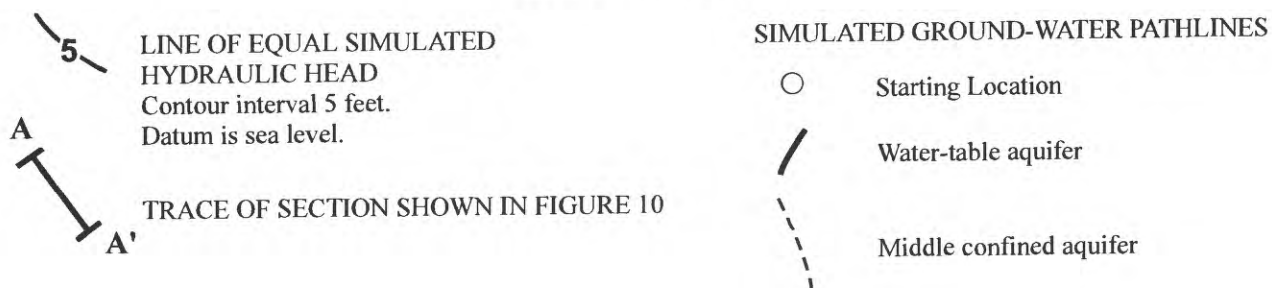 5
LINE OF EQUAL SIMULATED
HYDRAULIC HEAD
Contour interval 5 feet.
Datum is sea level.
A
TRACE OF SECTION SHOWN IN FIGURE 10
A'
SIMULATED GROUND-WATER PATHLINES
Starting Location
Water-table aquifer
Middle confined aquifer